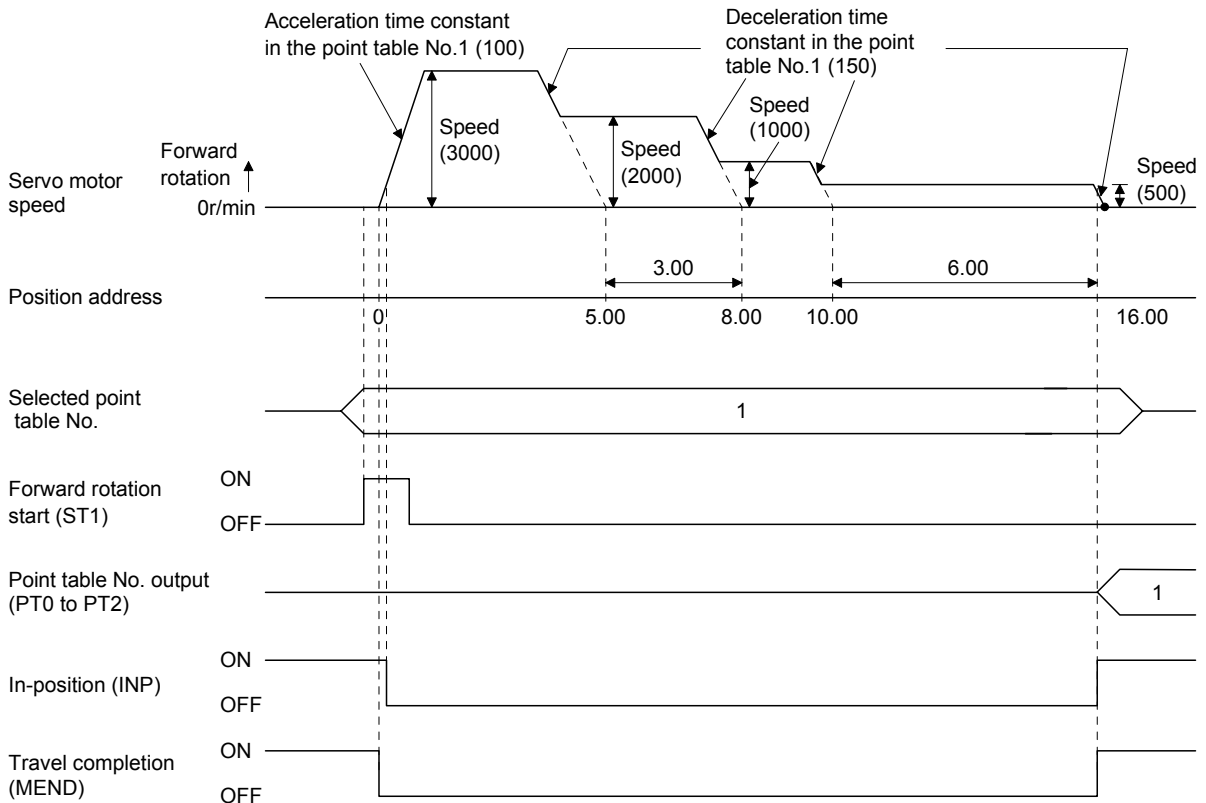 Acceleration time constant
in the point table No.1 (100)
Deceleration time
constant in the point
table No.1 (150)
Speed
(3000)
Speed
(2000)
Speed
(1000)
Speed
(500)
Forward
rotation
Servo motor
speed
0r/min
3.00
6.00
Position address
0
5.00
8.00
10.00
16.00
Selected point
table No.
1
Forward rotation
start (ST1)
ON
OFF
Point table No. output
(PT0 to PT2)
1
In-position (INP)
ON
OFF
Travel completion
(MEND)
ON
OFF